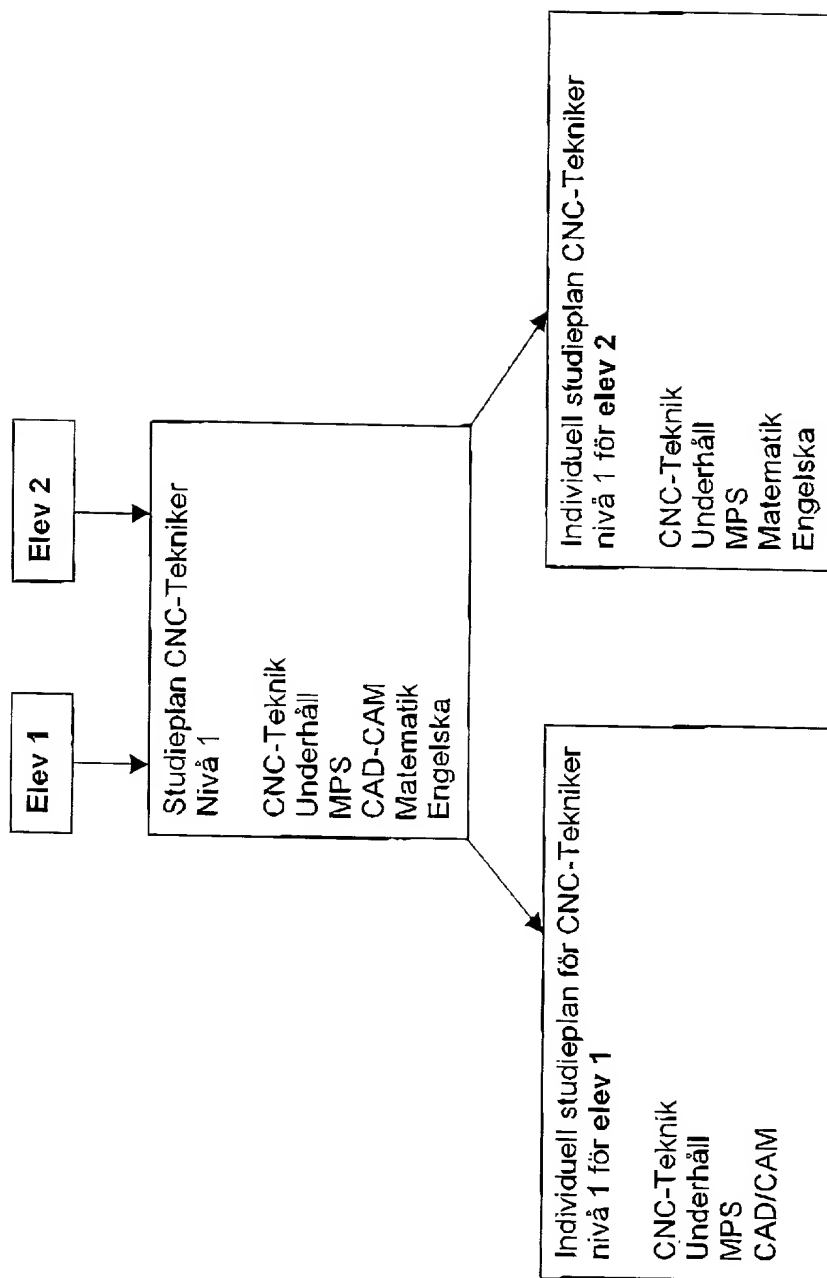 Elev 1
Elev 2
Studieplan CNC-Tekniker
Nivå 1
CNC-Teknik
Underhåll
MPS
CAD-CAM
Matematik
Engelska
Individuell studieplan för CNC-Tekniker
nivå 1 för elev 1
CNC-Teknik
Underhåll
MPS
CAD/CAM
Individuell studieplan CNC-Tekniker
nivå 1 för elev 2
CNC-Teknik
Underhåll
MPS
Matematik
Engelska